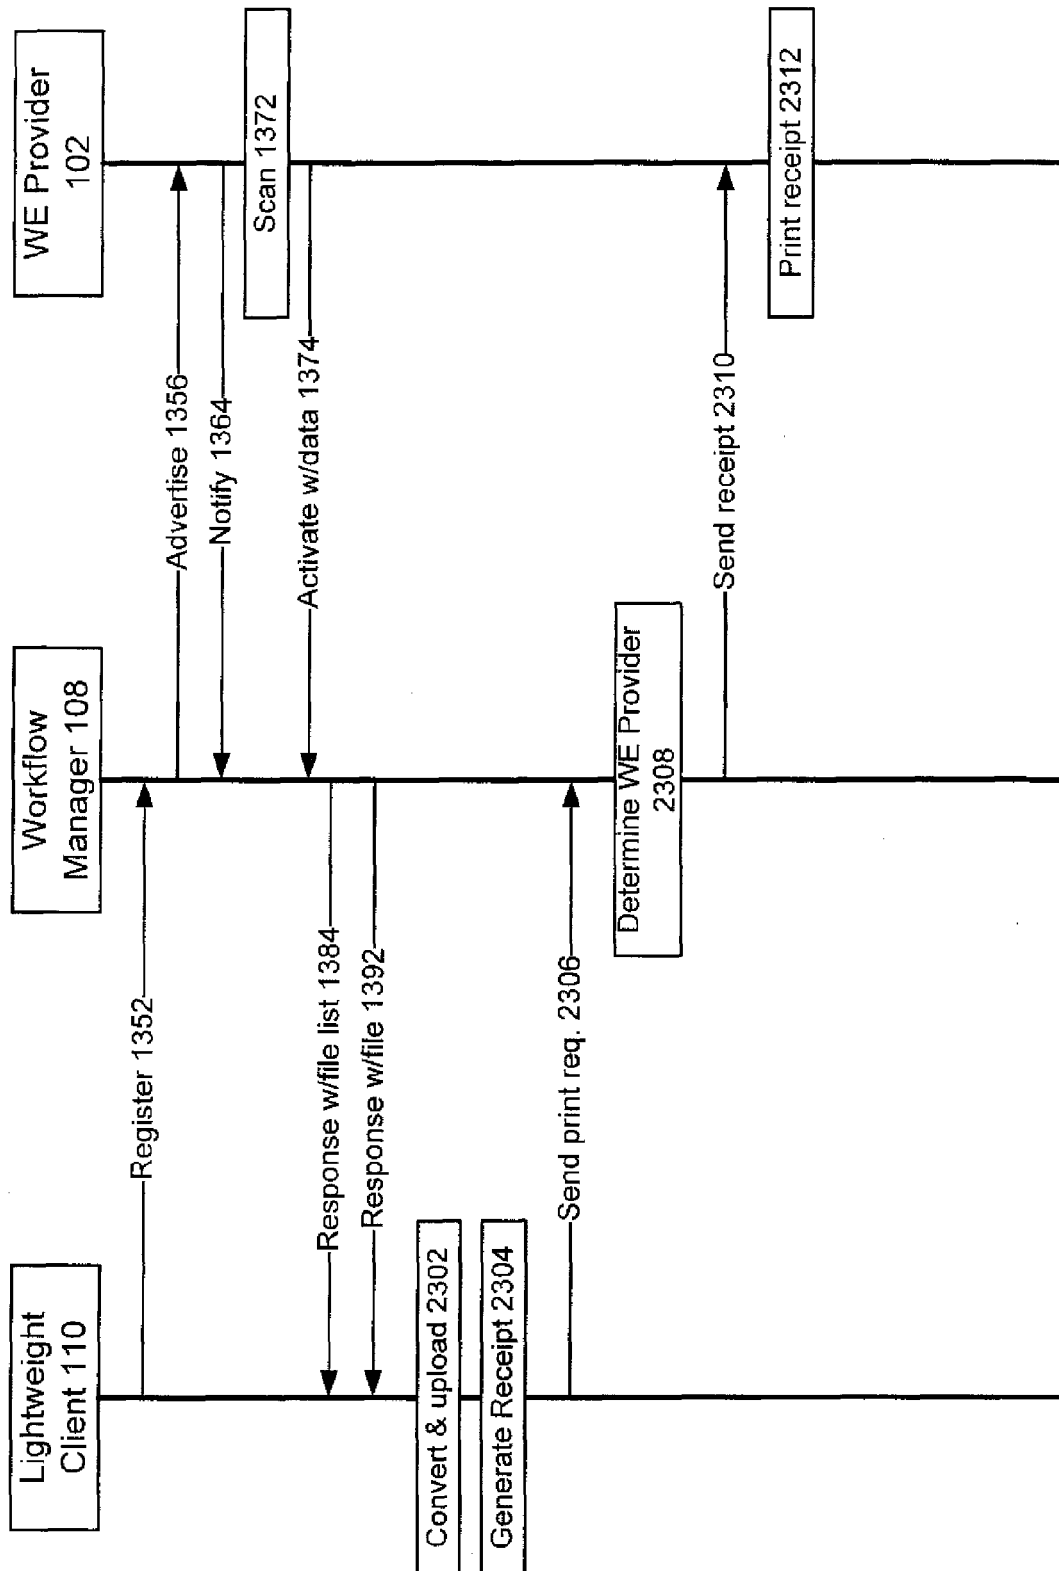 Lightweight
Client 110
Workflow
Manager 108
WE Provider
102
Register 1352
Advertise 1356
Notify 1364
Scan 1372
Activate w/data 1374
Response w/file list 1384
Response w/file 1392
Convert & upload 2302
Generate Receipt 2304
Send print req. 2306
Determine WE Provider
2308
Send receipt 2310
Print receipt 2312